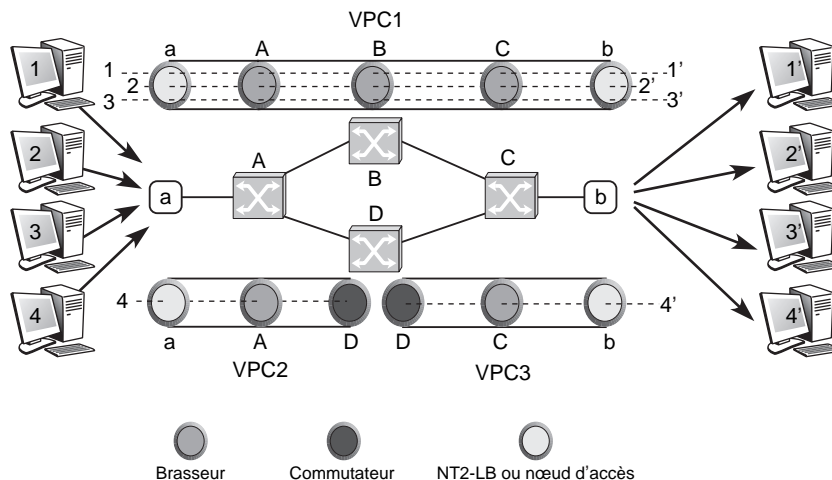 VPC1
a A B C b
1 1 1'
2 2'
3 3'
1'
2 A B C 2'
a b
3 D 3'
4 4 4' 4'
a A D D C b
VPC2 VPC3
Brasseur Commutateur NT2-LB ou nœud d'accès